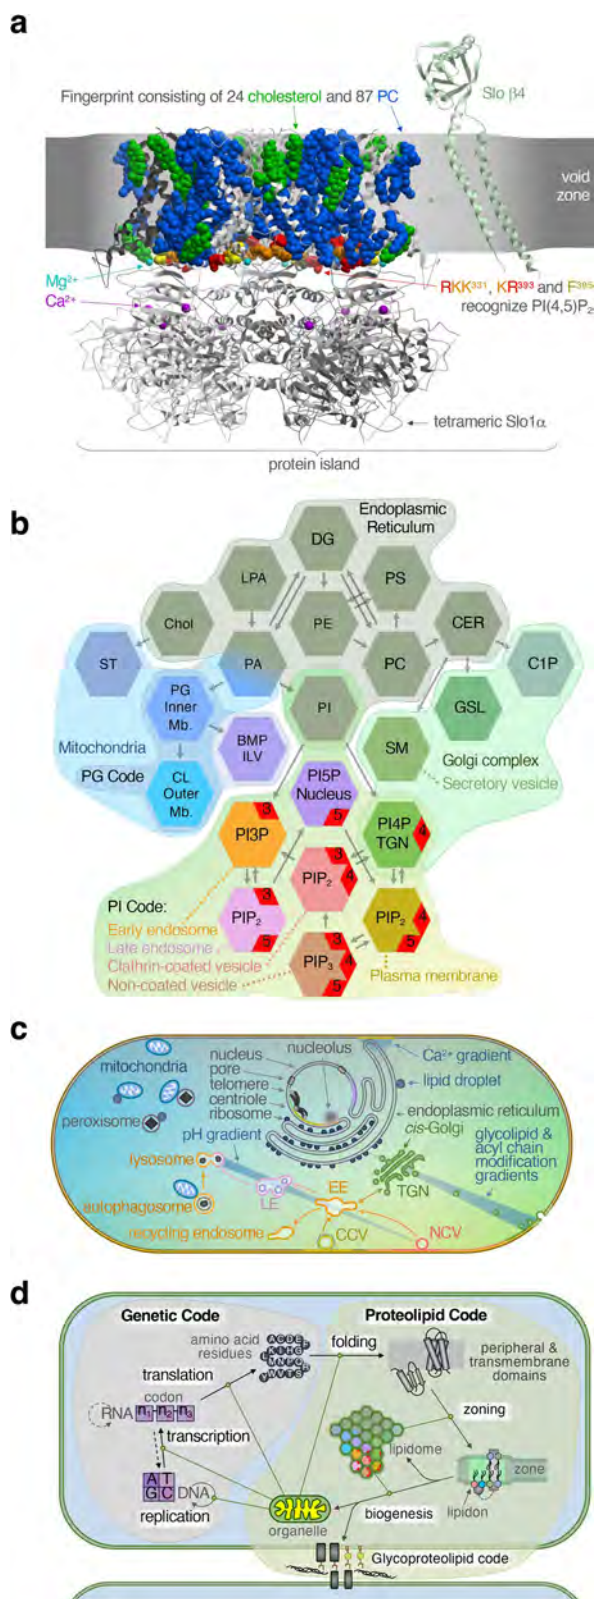 a
Fingerprint consisting of 24 cholesterol and 87 PC
Slo β4
void
zone
Mg²⁺
Ca²⁺
RKK³³¹, KR³⁹³ and
recognize PI(4,5)P₂
tetrameric Slo1α
protein island
b
Endoplasmic
Reticulum
DG
LPA
PS
Chol
PE
CER
ST
PA
PC
C1P
PG
Inner
Mb.
PI
GSL
Mitochondria
BMP
ILV
SM
Golgi complex
Secretory vesicle
PG Code
CL
Outer
Mb.
PI5P
Nucleus
5
PI3P
3
PI4P
TGN
4
PIP₂
3
4
PI Code:
PIP₂
3
5
PIP₂
4
5
Early endosome
Late endosome
Clathrin-coated vesicle
Non-coated vesicle
PIP₃
3
4
5
Plasma membrane
c
mitochondria
nucleus
nucleolus
pore
telomere
centriole
ribosome
Ca²⁺ gradient
lipid droplet
peroxisome
endoplasmic reticulum
cis-Golgi
pH gradient
glycolipid &
acyl chain
modification
gradients
lysosome
EE
TGN
LE
autophagosome
recycling endosome
CCV
NCV
d
Genetic Code
Proteolipid Code
amino acid
residues
folding
peripheral &
transmembrane
domains
translation
codon
RNA
n₁-n₂-n₃
zoning
transcription
lipidome
A T
G C
DNA
zone
lipidon
replication
organelle
biogenesis
Glycoproteolipid code